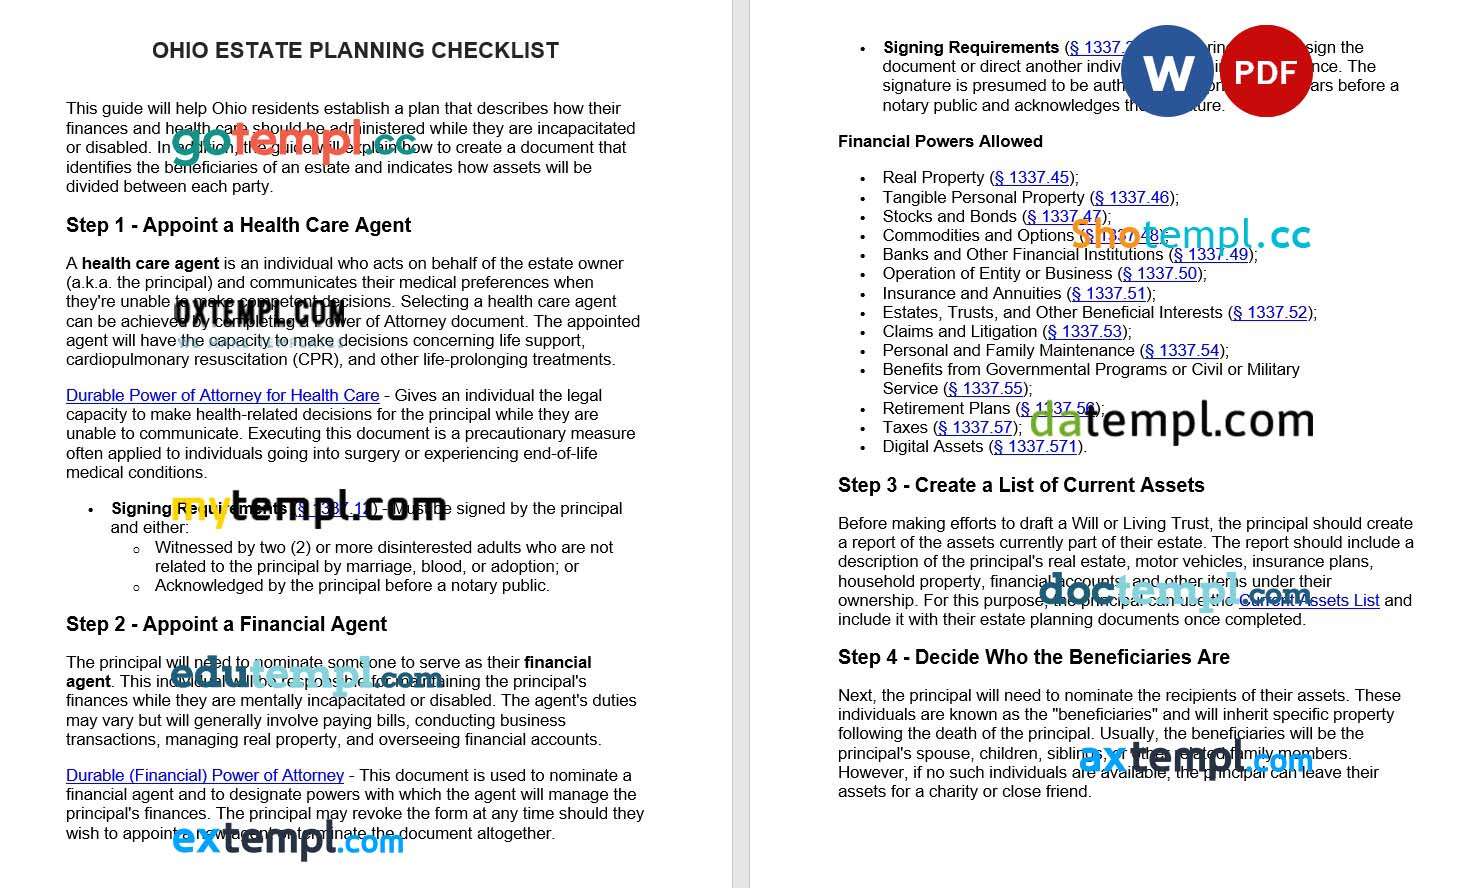 OHIO ESTATE PLANNING CHECKLIST
This guide will help Ohio residents establish a plan that describes how their
finances and health care should be administered while they are incapacitated
or disabled. In addition, the guide will explain how to create a document that
gotempl.cc
identifies the beneficiaries of an estate and indicates how assets will be
divided between each party.
Step 1 - Appoint a Health Care Agent
A health care agent is an individual who acts on behalf of the estate owner
(a.k.a. the principal) and communicates their medical preferences when
they're unable to make competent decisions. Selecting a health care agent
OXTEMPL.COM
can be achieved by completing a Power of Attorney document. The appointed
agent will have the capacity to make decisions concerning life support,
cardiopulmonary resuscitation (CPR), and other life-prolonging treatments.
Durable Power of Attorney for Health Care - Gives an individual the legal
capacity to make health-related decisions for the principal while they are
unable to communicate. Executing this document is a precautionary measure
often applied to individuals going into surgery or experiencing end-of-life
medical conditions.
• Signing Requirements (§ 1337.12) - Must be signed by the principal
mytempl.com
and either:
o Witnessed by two (2) or more disinterested adults who are not
related to the principal by marriage, blood, or adoption; or
o Acknowledged by the principal before a notary public.
Step 2 - Appoint a Financial Agent
The principal will need to nominate someone to serve as their financial
edutempl.com
agent. This individual will be responsible for maintaining the principal's
finances while they are mentally incapacitated or disabled. The agent's duties
may vary but will generally involve paying bills, conducting business
transactions, managing real property, and overseeing financial accounts.
Durable (Financial) Power of Attorney - This document is used to nominate a
financial agent and to designate powers with which the agent will manage the
principal's finances. The principal may revoke the form at any time should they
wish to appoint a new agent or terminate the document altogether.
extempl.com
• Signing Requirements (§ 1337. sign the
W PDF
document or direct another nce. The
signature is presumed to be ars before a
notary public and acknowledges ture.
Financial Powers Allowed
• Real Property (§ 1337.45);
• Tangible Personal Property (§ 1337.46);
• Stocks and Bonds (§ 1337.47);
• Commodities and Options (§ 1337.48);
Shotempl.cc
• Banks and Other Financial Institutions (§ 1337.49);
• Operation of Entity or Business (§ 1337.50);
• Insurance and Annuities (§ 1337.51);
• Estates, Trusts, and Other Beneficial Interests (§ 1337.52);
• Claims and Litigation (§ 1337.53);
• Personal and Family Maintenance (§ 1337.54);
• Benefits from Governmental Programs or Civil or Military
Service (§ 1337.55);
• Retirement Plans (§ 1337.56);
• Taxes (§ 1337.57);
datempl.com
• Digital Assets (§ 1337.571).
Step 3 - Create a List of Current Assets
Before making efforts to draft a Will or Living Trust, the principal should create
a report of the assets currently part of their estate. The report should include a
description of the principal's real estate, motor vehicles, insurance plans,
household property, financial accounts, and other items under their
doctempl.com
ownership. For this purpose, the principal can use the Current Assets List and
include it with their estate planning documents once completed.
Step 4 - Decide Who the Beneficiaries Are
Next, the principal will need to nominate the recipients of their assets. These
individuals are known as the "beneficiaries" and will inherit specific property
following the death of the principal. Usually, the beneficiaries will be the
principal's spouse, children, siblings, or other related family members.
axtempl.com
However, if no such individuals are available, the principal can leave their
assets for a charity or close friend.